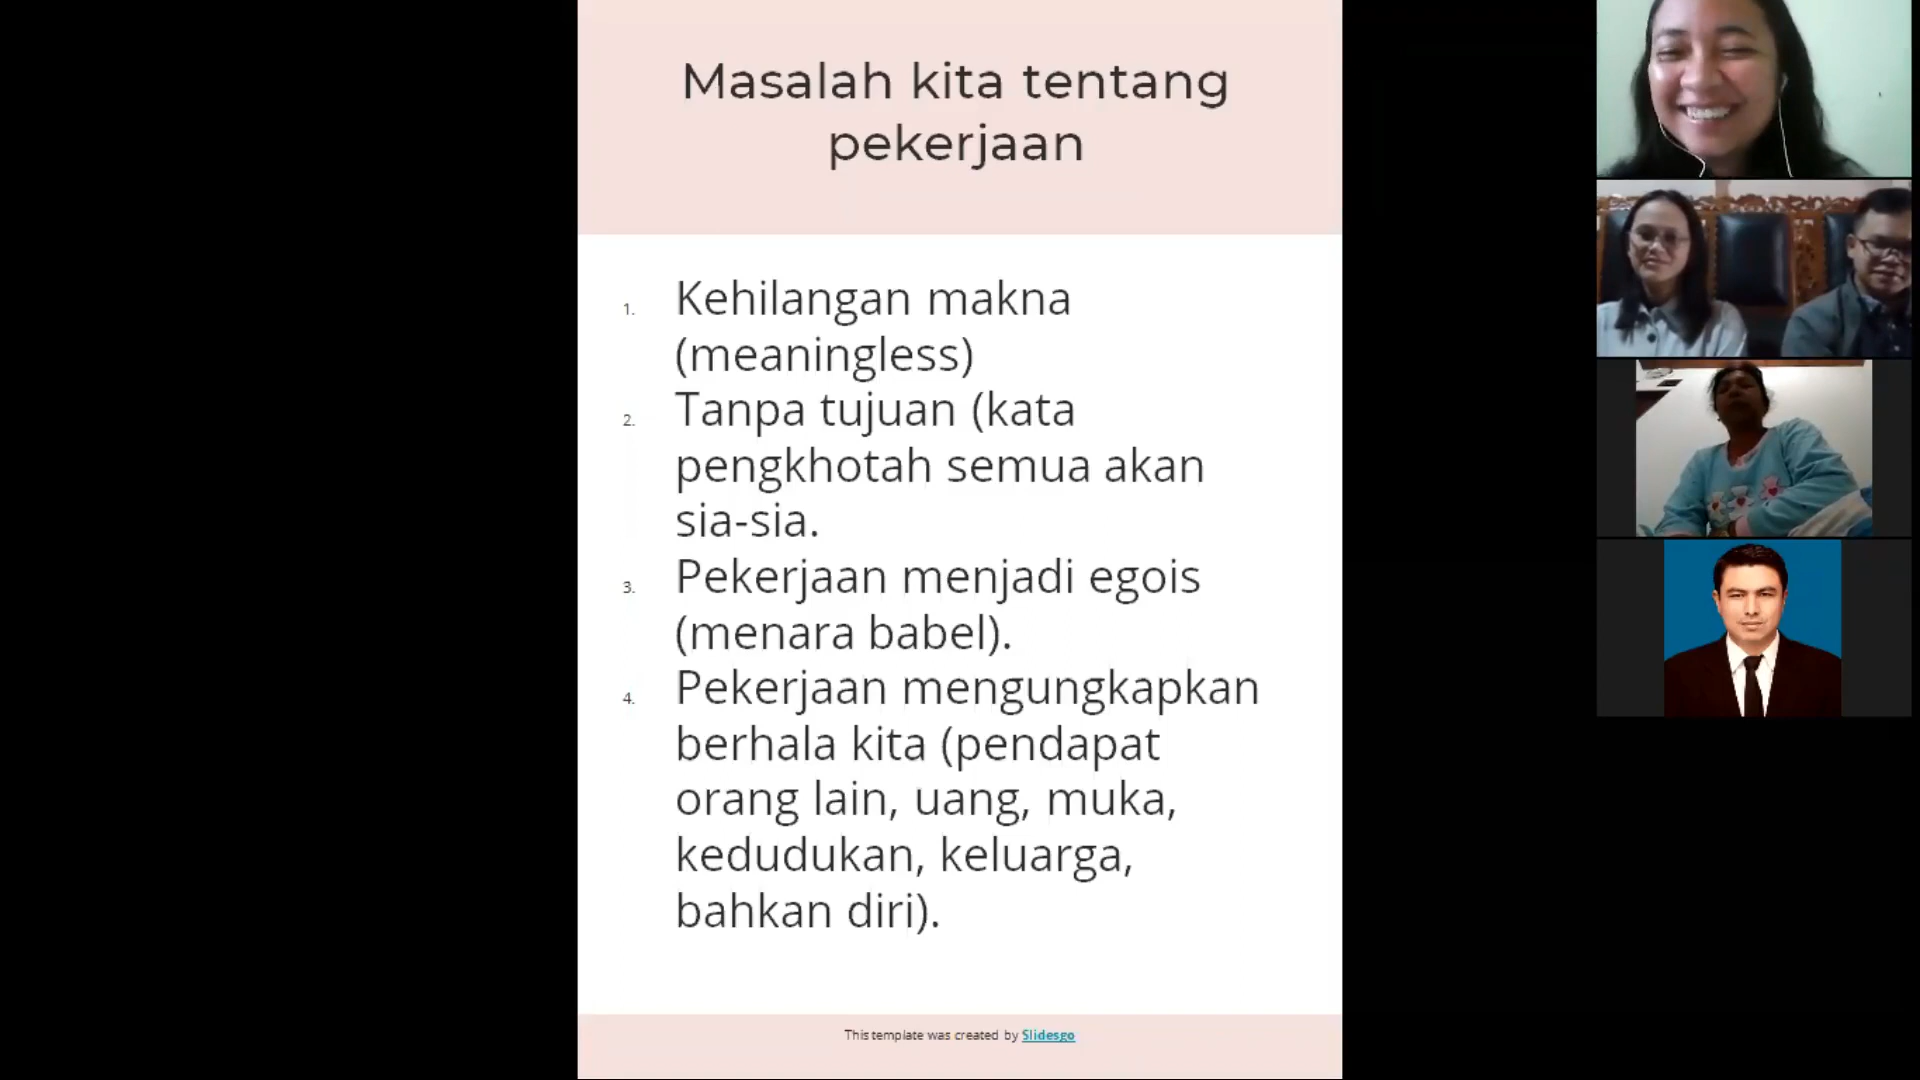 Masalah kita tentang
pekerjaan
1. Kehilangan makna
(meaningless)
2. Tanpa tujuan (kata
pengkhotah semua akan
sia-sia.
3. Pekerjaan menjadi egois
(menara babel).
4. Pekerjaan mengungkapkan
berhala kita (pendapat
orang lain, uang, muka,
kedudukan, keluarga,
bahkan diri).
This template was created by Slidesgo